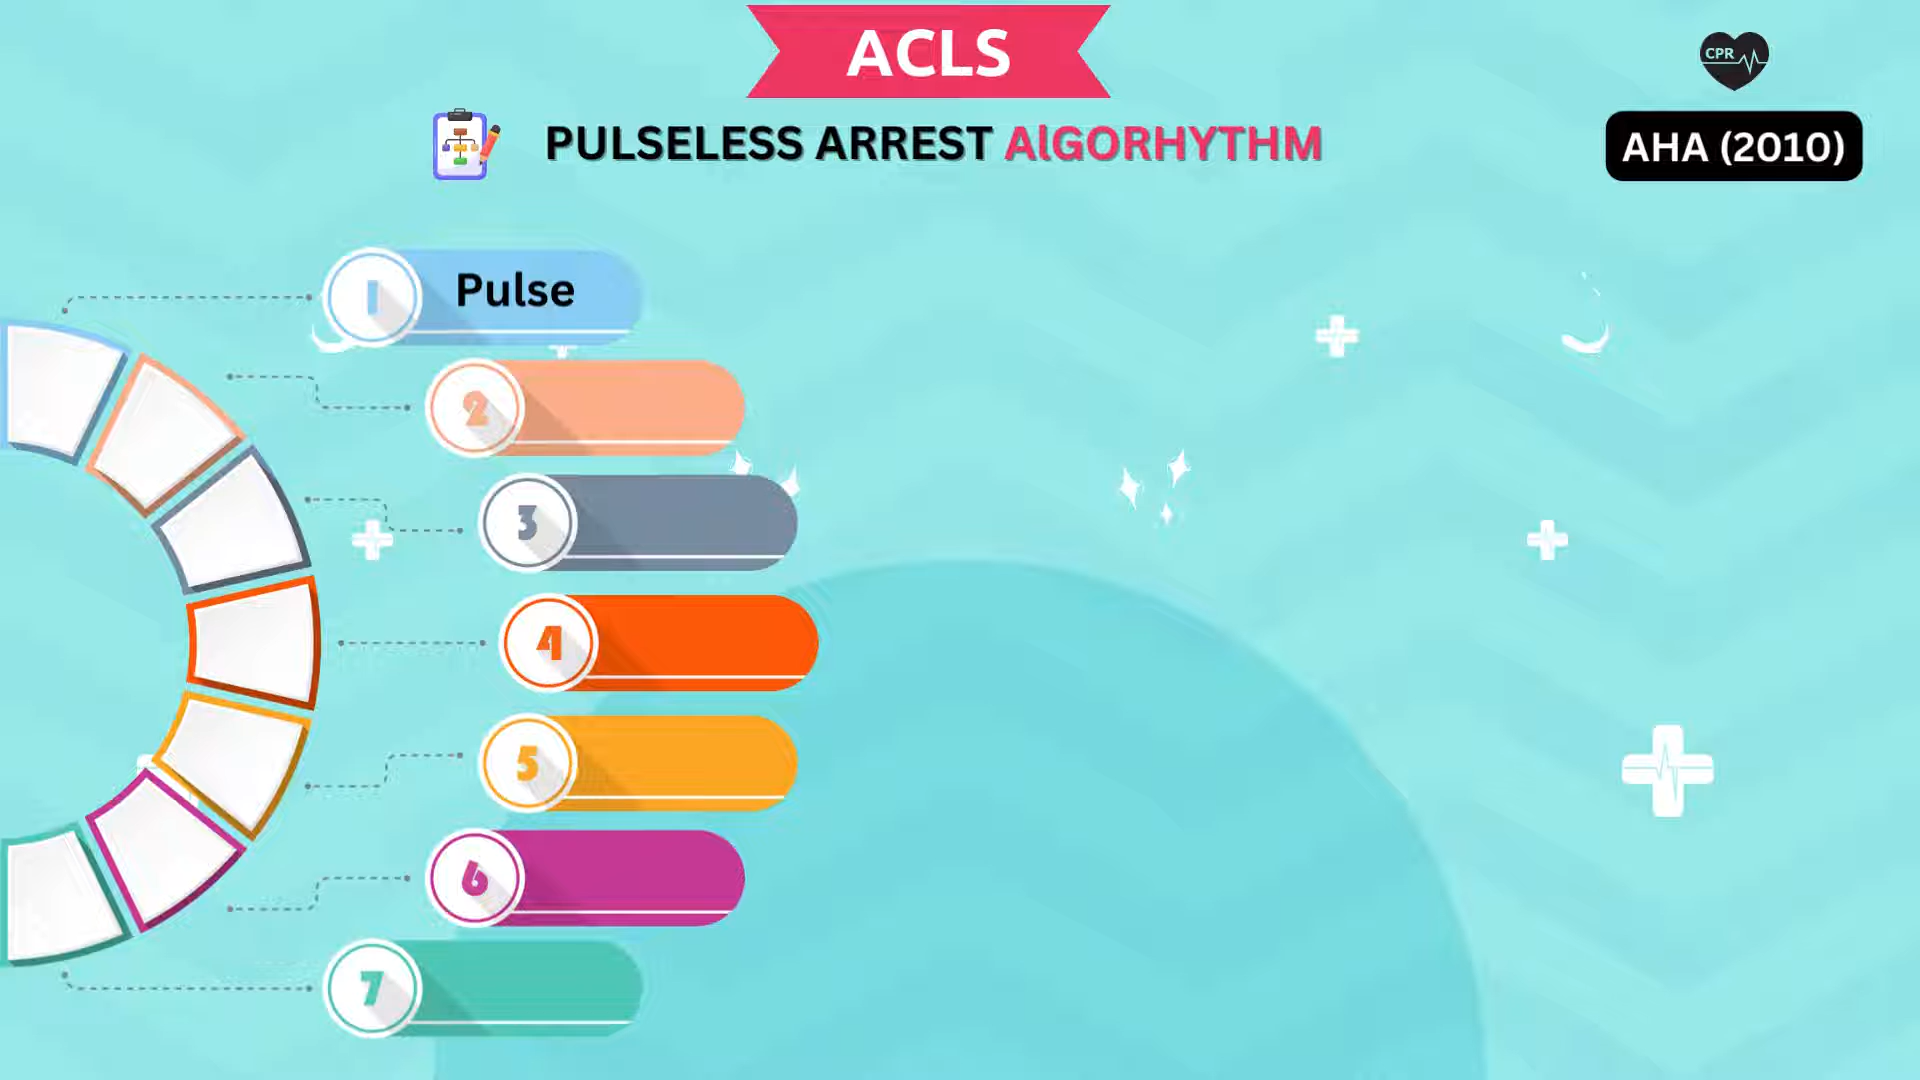 ACLS
CPR
PULSELESS ARREST AlGORHYTHM
AHA (2010)
1 Pulse
2
3
4
5
6
7